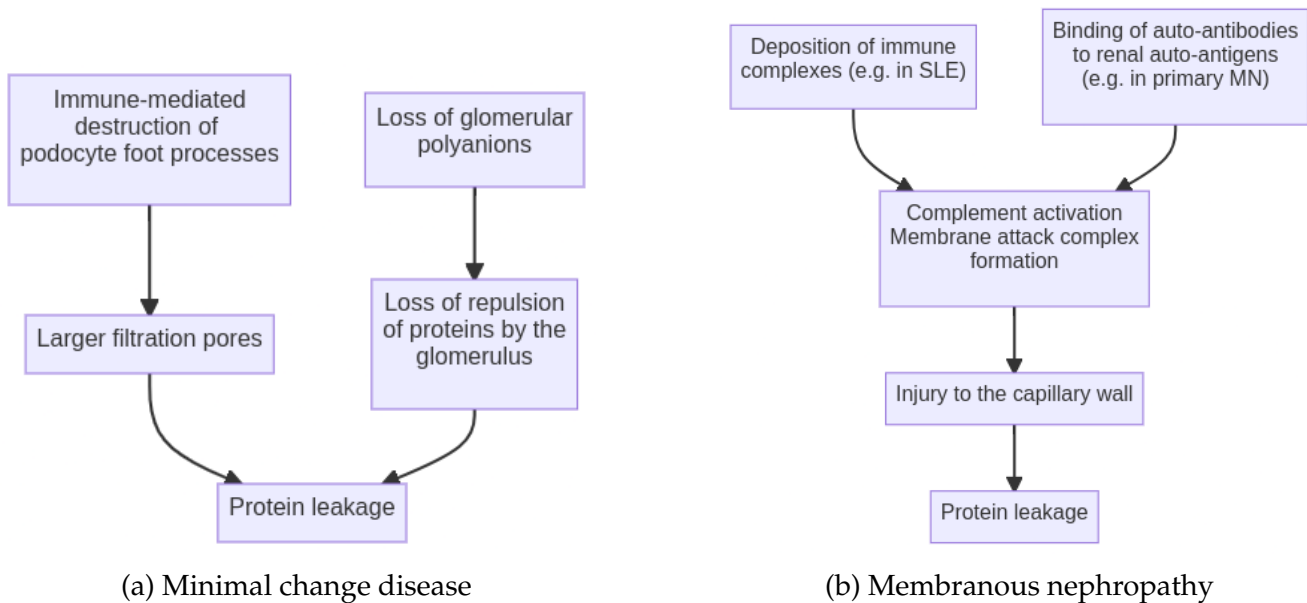 Immune-mediated
destruction of
podocyte foot processes
Loss of glomerular
polyanions
Larger filtration pores
Loss of repulsion
of proteins by the
glomerulus
Protein leakage
(a) Minimal change disease
Deposition of immune
complexes (e.g. in SLE)
Binding of auto-antibodies
to renal auto-antigens
(e.g. in primary MN)
Complement activation
Membrane attack complex
formation
Injury to the capillary wall
Protein leakage
(b) Membranous nephropathy